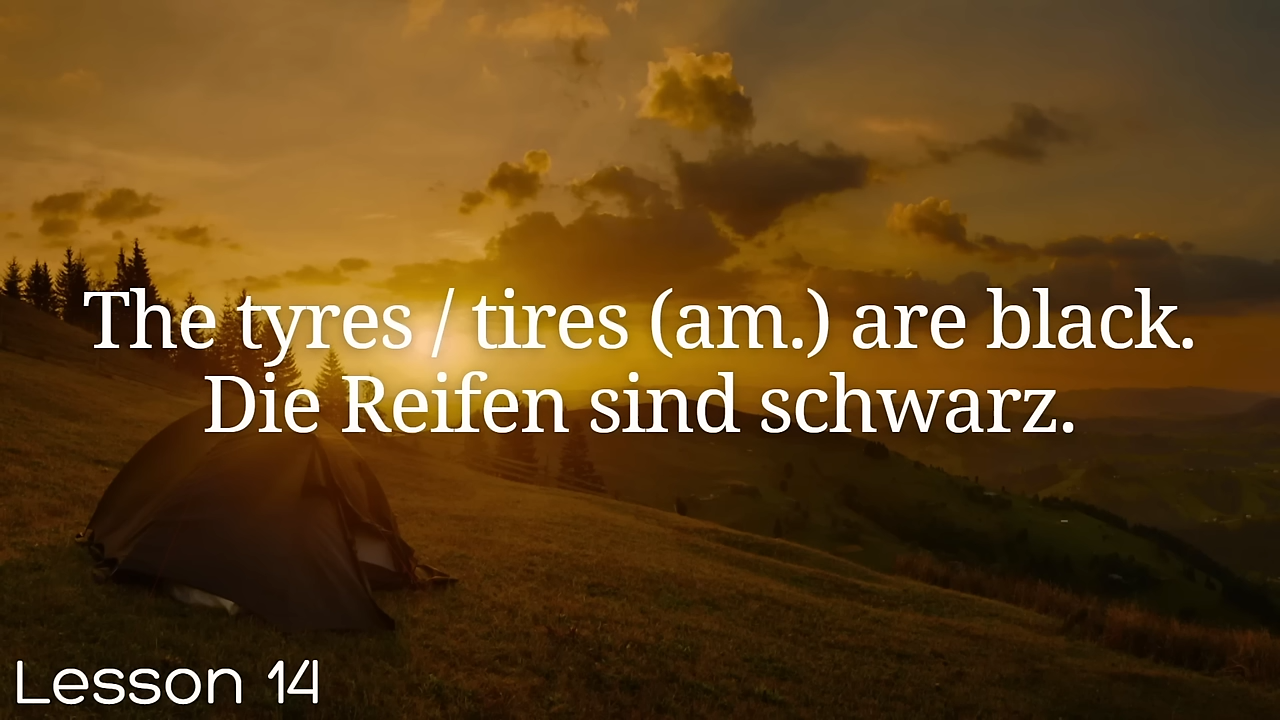 The tyres / tires (am.) are black.
Die Reifen sind schwarz.
Lesson 14